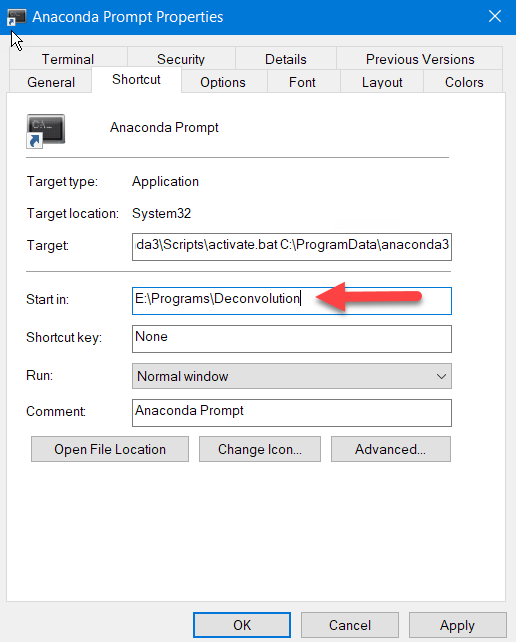 Anaconda Prompt Properties
Terminal Security Details Previous Versions
General Shortcut Options Font Layout Colors
Anaconda Prompt
Target type: Application
Target location: System32
Target: da3\Scripts\activate.bat C:\ProgramData\anaconda3
Start in: E:\Programs\Deconvolution
Shortcut key: None
Run: Normal window
Comment: Anaconda Prompt
Open File Location Change Icon... Advanced...
OK Cancel Apply